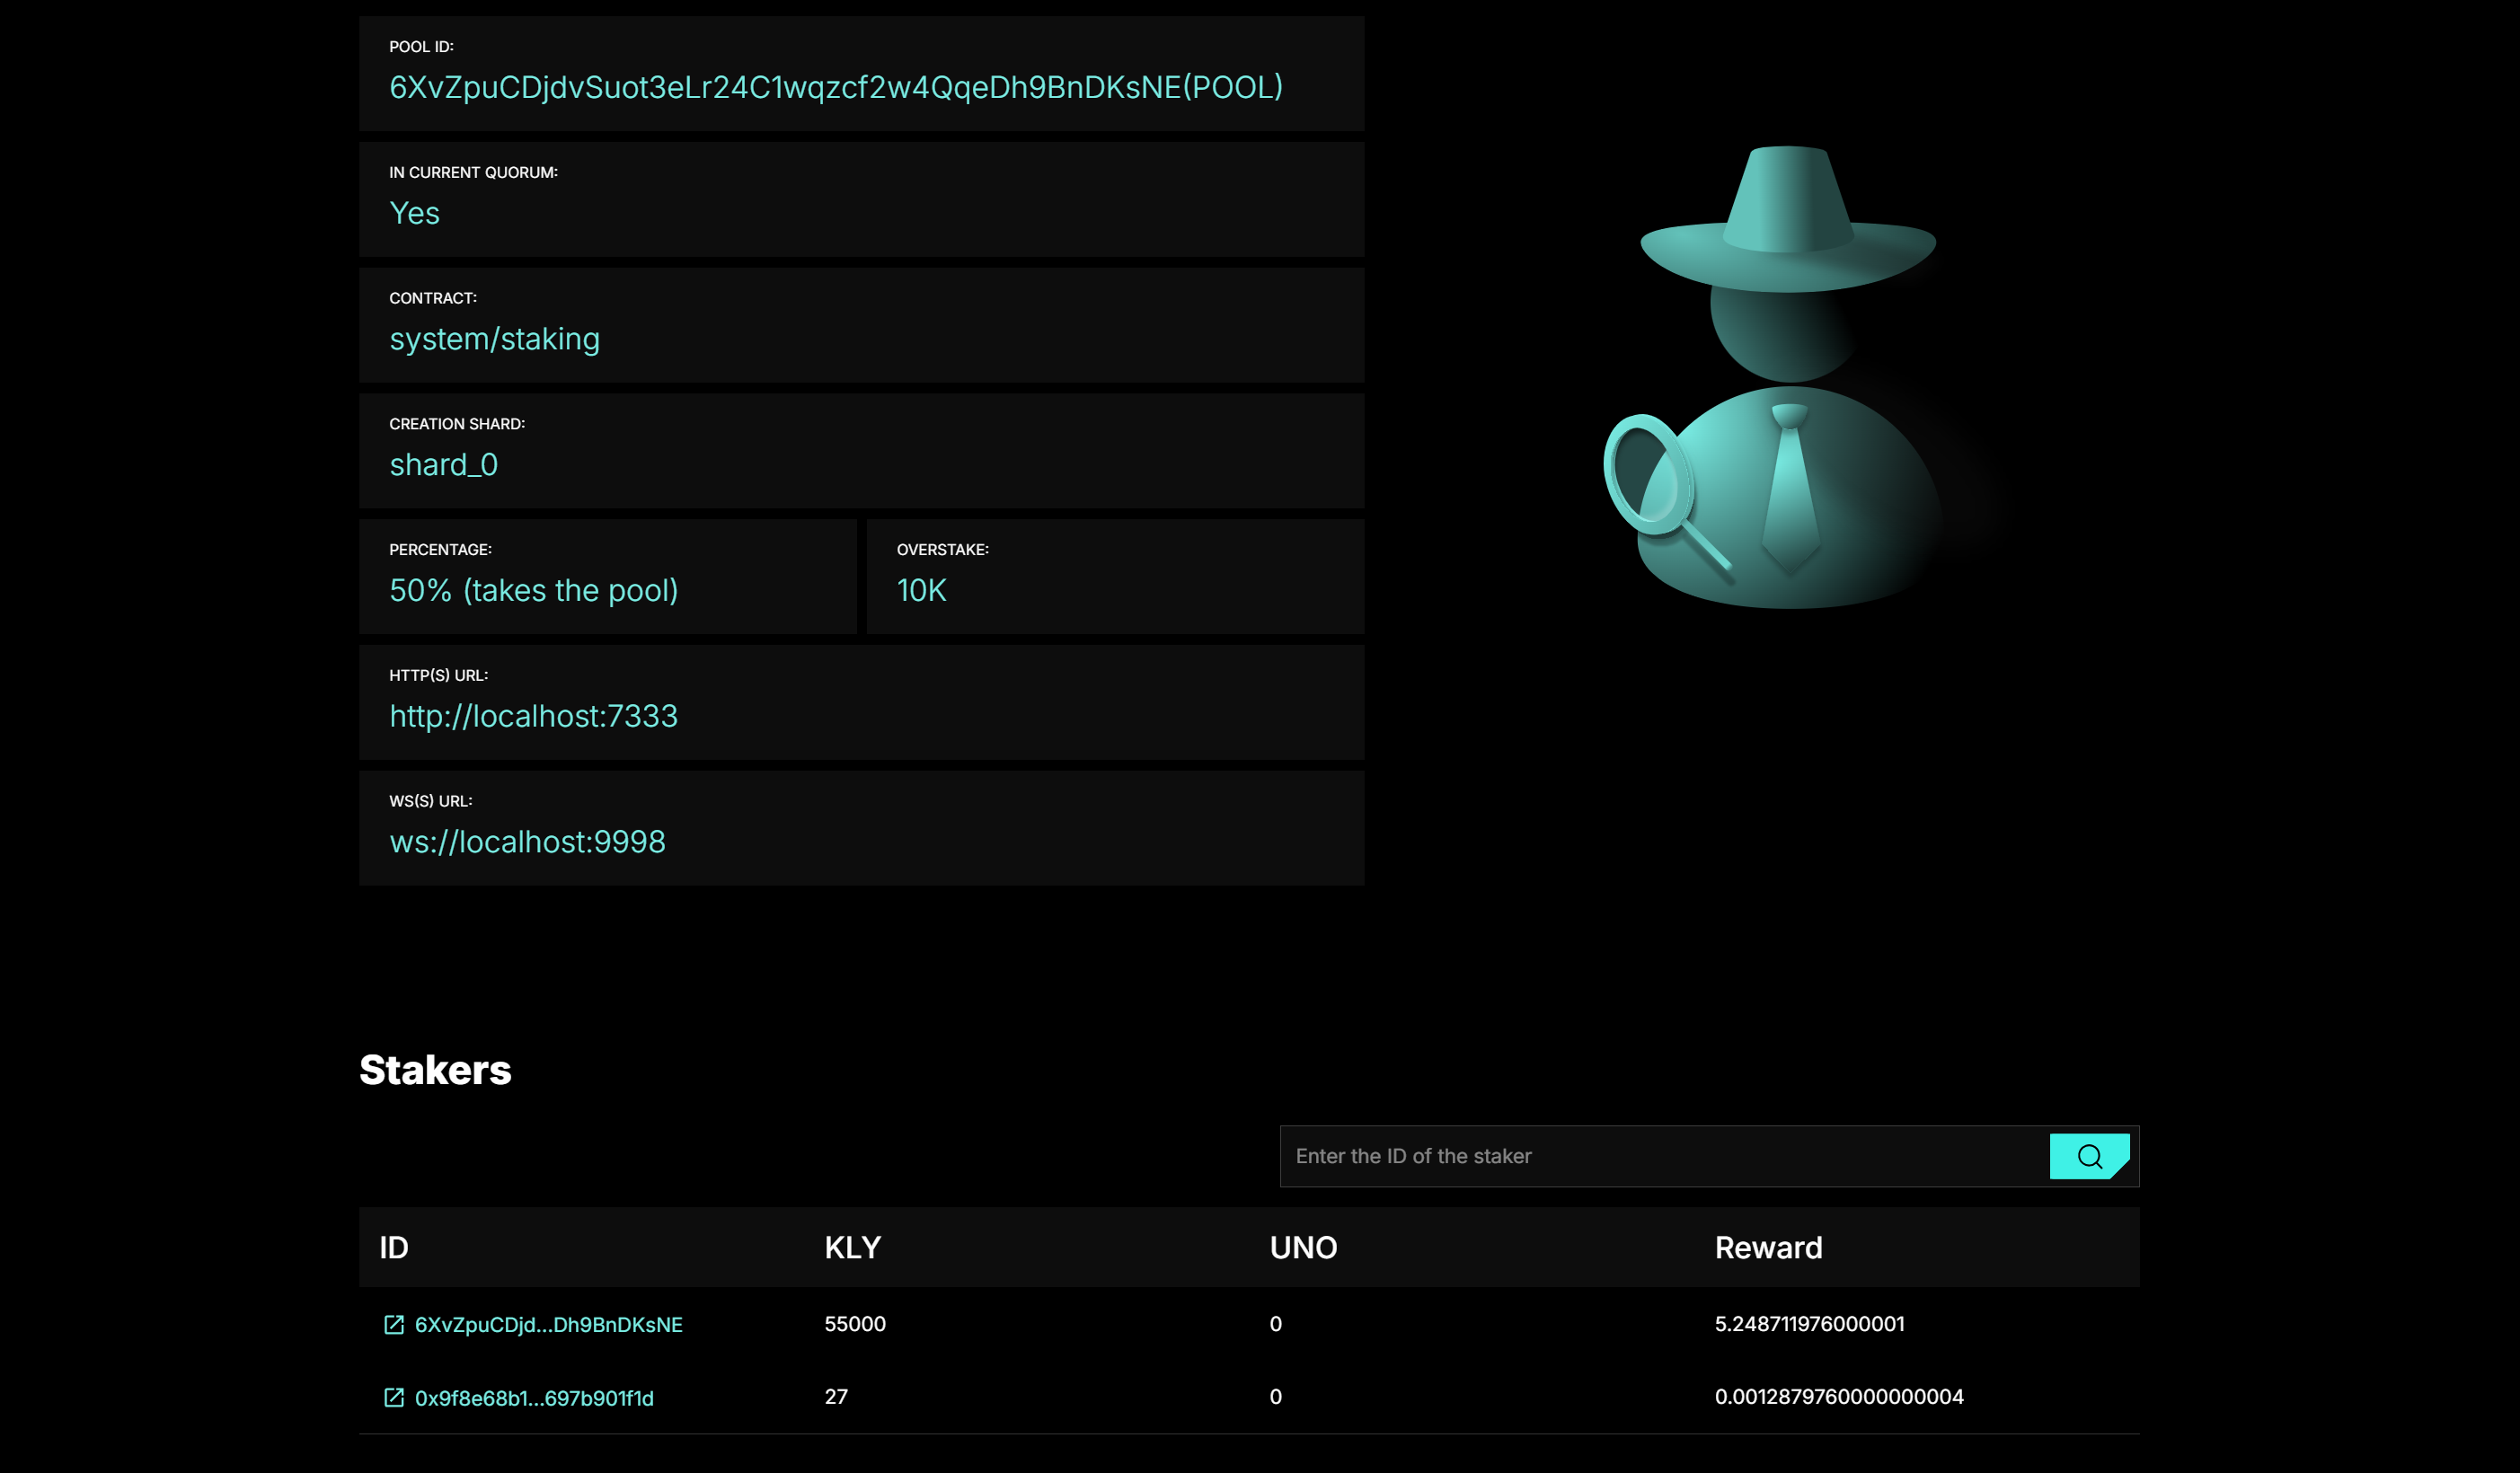 POOL ID:
6XvZpuCDjdvSuot3eLr24C1wqzcf2w4QqeDh9BnDKsNE(POOL)
IN CURRENT QUORUM:
Yes
CONTRACT:
system/staking
CREATION SHARD:
shard_0
PERCENTAGE:
50% (takes the pool)
OVERSTAKE:
10K
HTTP(S) URL:
http://localhost:7333
WS(S) URL:
ws://localhost:9998
Stakers
Enter the ID of the staker
ID KLY UNO Reward
6XvZpuCDjd...Dh9BnDKsNE 55000 0 5.248711976000001
0x9f8e68b1...697b901f1d 27 0 0.0012879760000000004